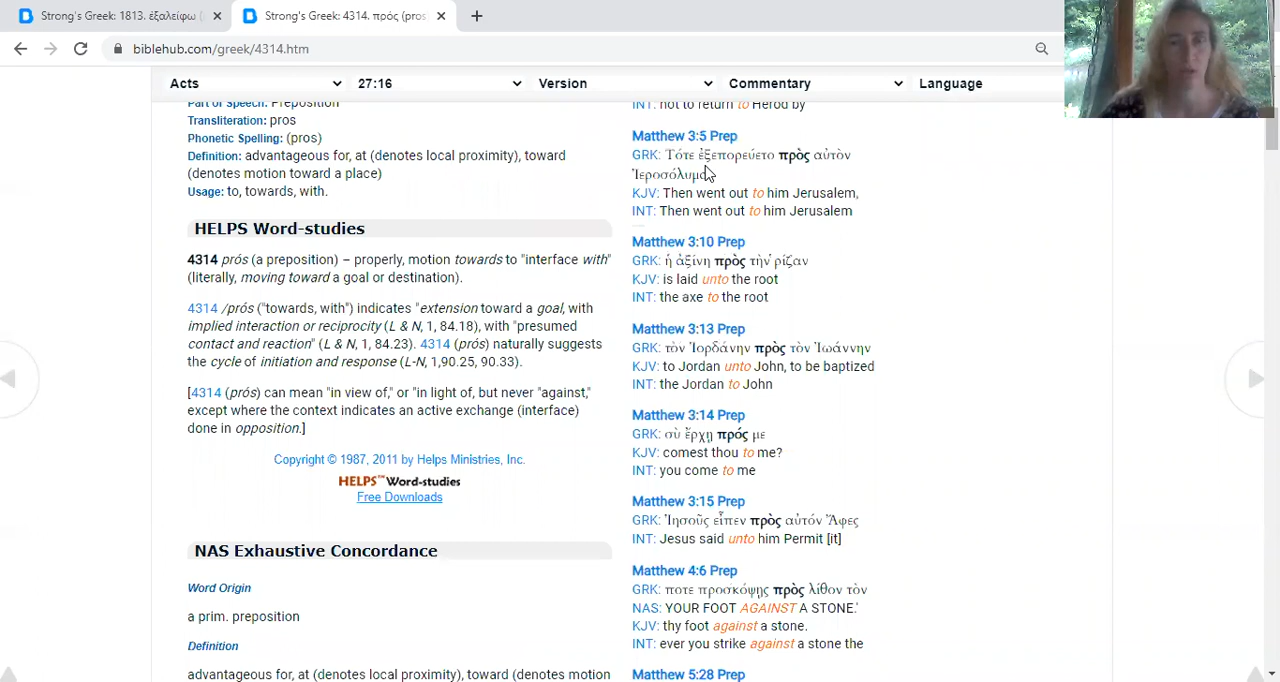 Strong's Greek: 1813. ἐξαλείφω (
Strong's Greek: 4314. πρός (pros
biblehub.com/greek/4314.htm
Acts
27:16
Version
Commentary
Language
Part of Speech: Preposition
Transliteration: pros
Phonetic Spelling: (pros)
Definition: advantageous for, at (denotes local proximity), toward
(denotes motion toward a place)
Usage: to, towards, with.
HELPS Word-studies
4314 prós (a preposition) – properly, motion towards to "interface with"
(literally, moving toward a goal or destination).
4314 /prós ("towards, with") indicates "extension toward a goal, with
implied interaction or reciprocity (L & N, 1, 84.18), with "presumed
contact and reaction" (L & N, 1, 84.23). 4314 (prós) naturally suggests
the cycle of initiation and response (L-N, 1,90.25, 90.33).
[4314 (prós) can mean "in view of," or "in light of, but never "against,"
except where the context indicates an active exchange (interface)
done in opposition.]
Copyright © 1987, 2011 by Helps Ministries, Inc.
HELPS™Word-studies
Free Downloads
NAS Exhaustive Concordance
Word Origin
a prim. preposition
Definition
advantageous for, at (denotes local proximity), toward (denotes motion
INT: not to return to Herod by
Matthew 3:5 Prep
GRK: Τότε ἐξεπορεύετο πρὸς αὐτὸν
Ἱεροσόλυμα
KJV: Then went out to him Jerusalem,
INT: Then went out to him Jerusalem
Matthew 3:10 Prep
GRK: ἡ ἀξίνη πρὸς τὴν ῥίζαν
KJV: is laid unto the root
INT: the axe to the root
Matthew 3:13 Prep
GRK: τὸν Ἰορδάνην πρὸς τὸν Ἰωάννην
KJV: to Jordan unto John, to be baptized
INT: the Jordan to John
Matthew 3:14 Prep
GRK: σὺ ἔρχῃ πρός με
KJV: comest thou to me?
INT: you come to me
Matthew 3:15 Prep
GRK: Ἰησοῦς εἶπεν πρὸς αὐτόν Ἄφες
INT: Jesus said unto him Permit [it]
Matthew 4:6 Prep
GRK: ποτε προσκόψῃς πρὸς λίθον τὸν
NAS: YOUR FOOT AGAINST A STONE.'
KJV: thy foot against a stone.
INT: ever you strike against a stone the
Matthew 5:28 Prep